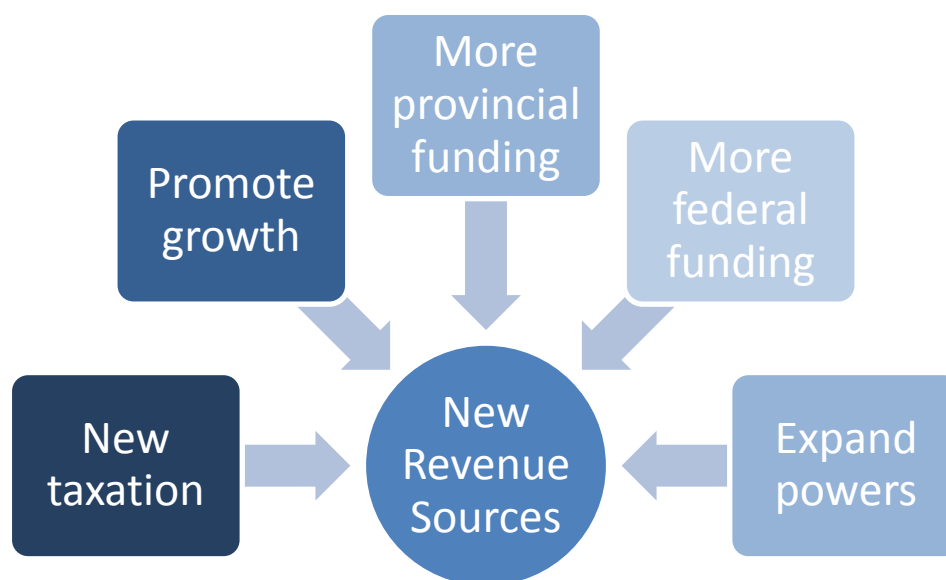 More
provincial
funding
Promote
growth
More
federal
funding
New
taxation
New
Revenue
Sources
Expand
powers